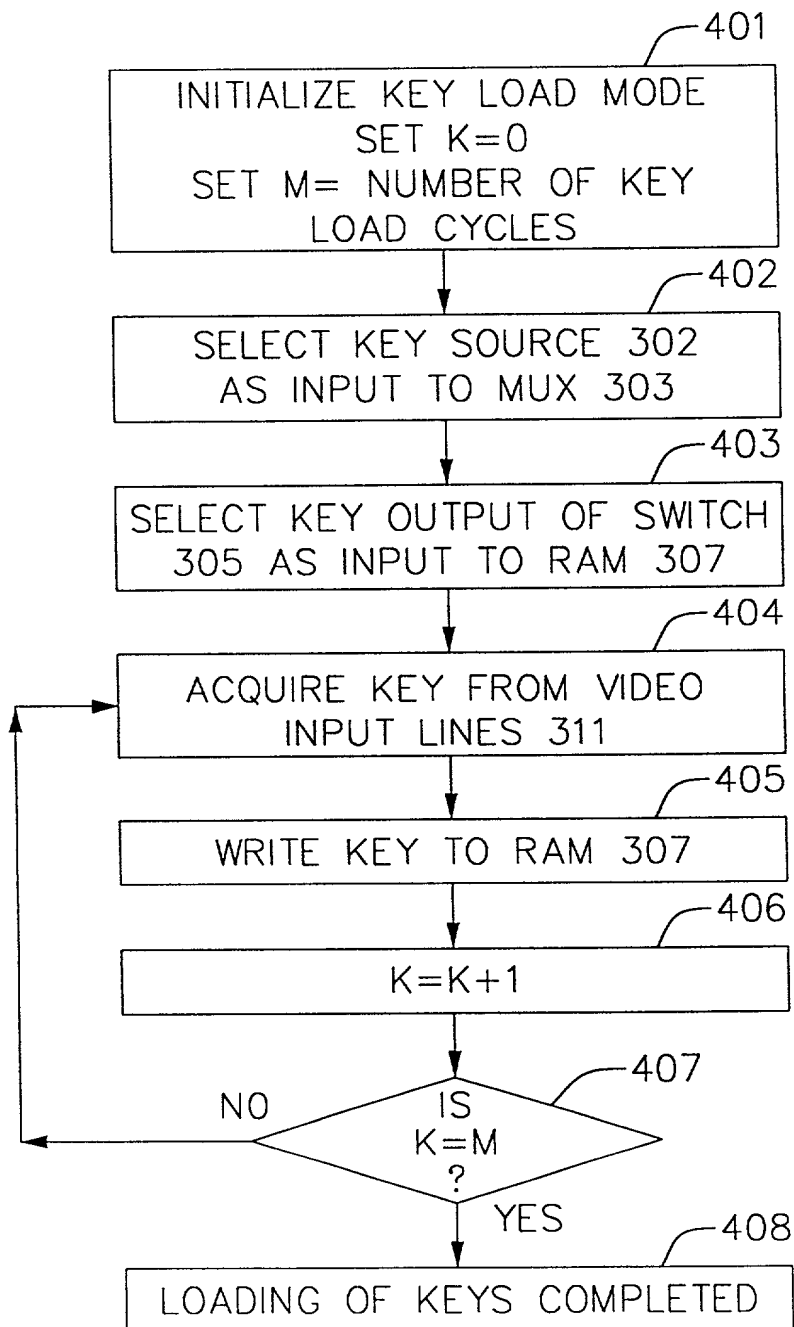 401
INITIALIZE KEY LOAD MODE
SET K=0
SET M= NUMBER OF KEY
LOAD CYCLES
402
SELECT KEY SOURCE 302
AS INPUT TO MUX 303
403
SELECT KEY OUTPUT OF SWITCH
305 AS INPUT TO RAM 307
404
ACQUIRE KEY FROM VIDEO
INPUT LINES 311
405
WRITE KEY TO RAM 307
406
K=K+1
407
NO
IS
K=M
?
YES
408
LOADING OF KEYS COMPLETED